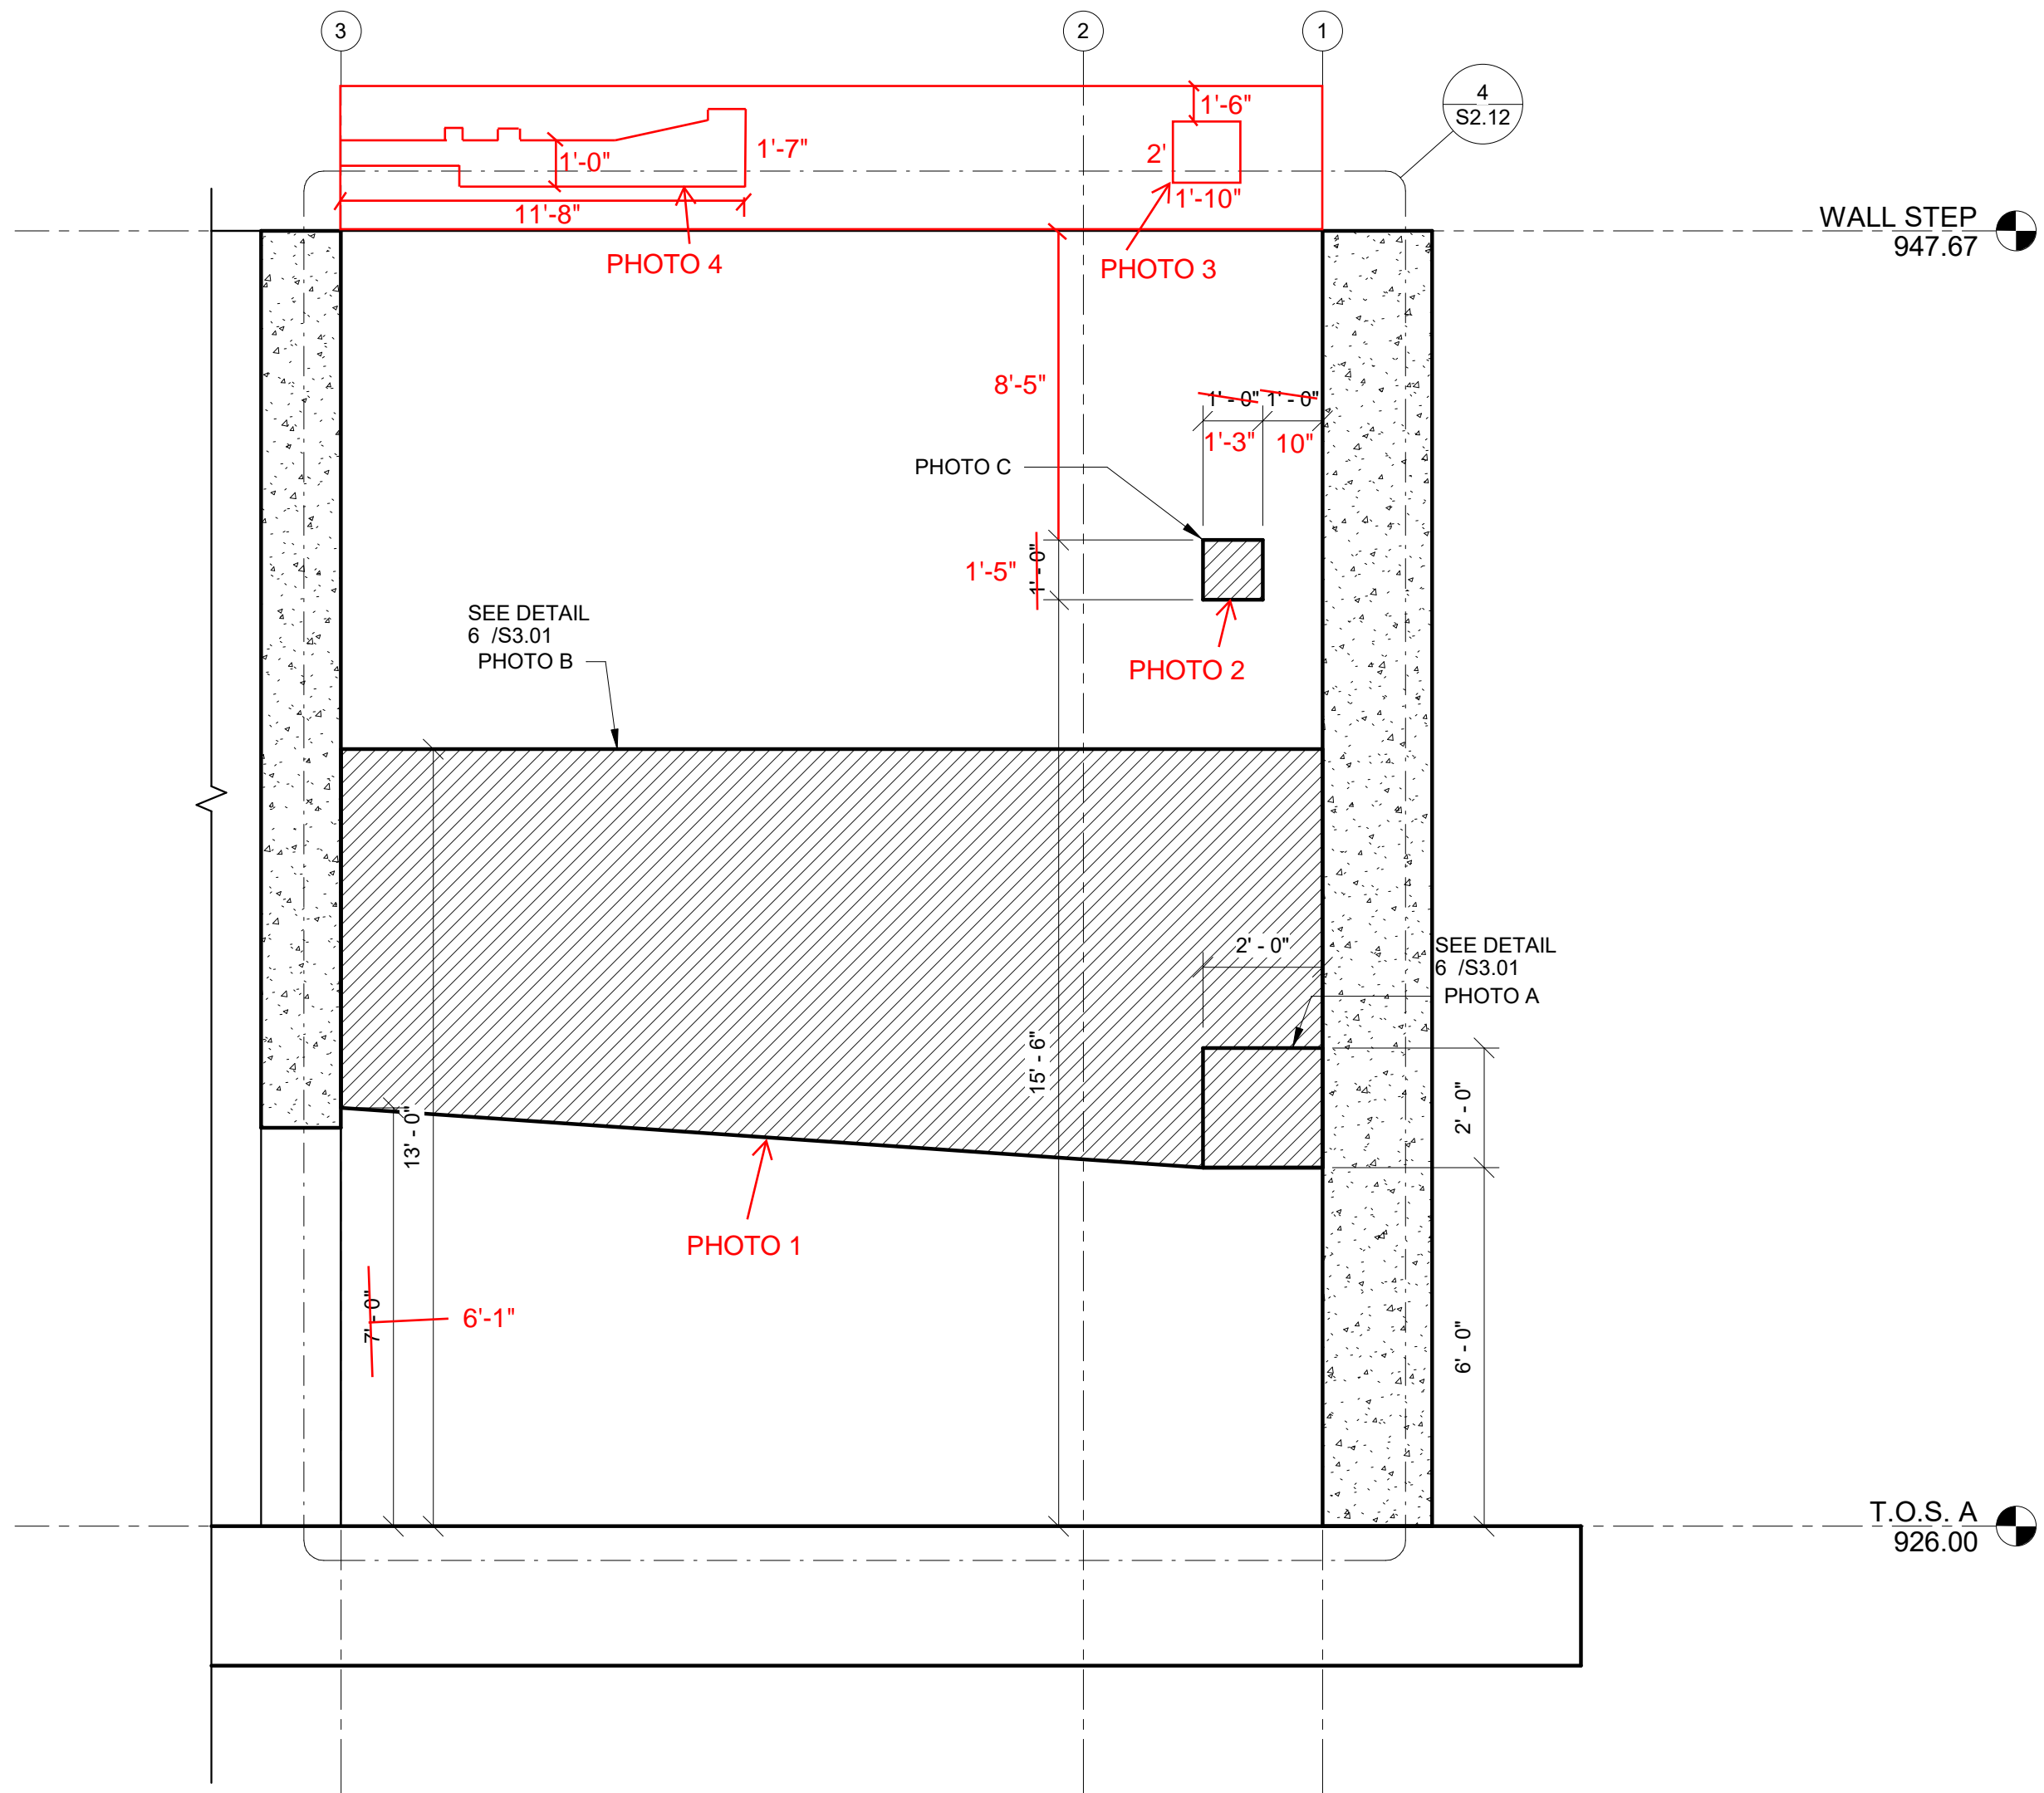 3
2
1
4
S2.12
1'-6"
1'-7"
1'-0"
2'
1'-10"
11'-8"
WALL STEP
947.67
PHOTO 4
PHOTO 3
8'-5"
1' - 0"
1' - 0"
1'-3"
10"
PHOTO C
1' - 0"
1'-5"
SEE DETAIL
6 /S3.01
PHOTO B
PHOTO 2
2' - 0"
SEE DETAIL
6 /S3.01
PHOTO A
15' - 6"
2' - 0"
13' - 0"
PHOTO 1
7' - 0"
6'-1"
6' - 0"
T.O.S. A
926.00